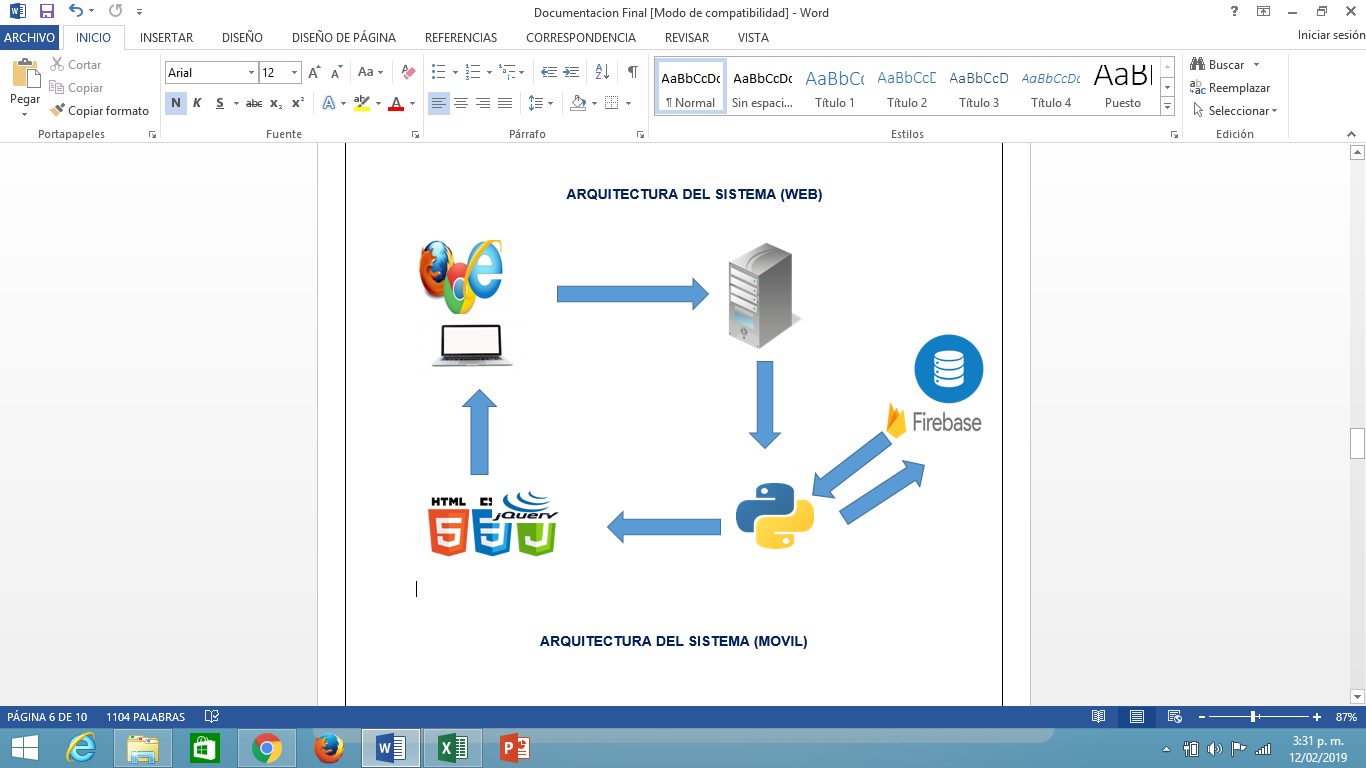 Documentacion Final [Modo de compatibilidad] - Word
ARCHIVO INICIO INSERTAR DISEÑO DISEÑO DE PÁGINA REFERENCIAS CORRESPONDENCIA REVISAR VISTA Iniciar sesión
Pegar
Cortar
Copiar
Copiar formato
Portapapeles
Arial 12
N K S abc x₂ x²
Fuente
Párrafo
AaBbCcDc AaBbCcDc AaBbCc AaBbCcD AaBbCcD AaBbCcDc AaBl
¶ Normal Sin espaci... Título 1 Título 2 Título 3 Título 4 Puesto
Estilos
Buscar
Reemplazar
Seleccionar
Edición
ARQUITECTURA DEL SISTEMA (WEB)
Firebase
HTML jQuery
ARQUITECTURA DEL SISTEMA (MOVIL)
PÁGINA 6 DE 10 1104 PALABRAS 87%
3:31 p. m.
12/02/2019